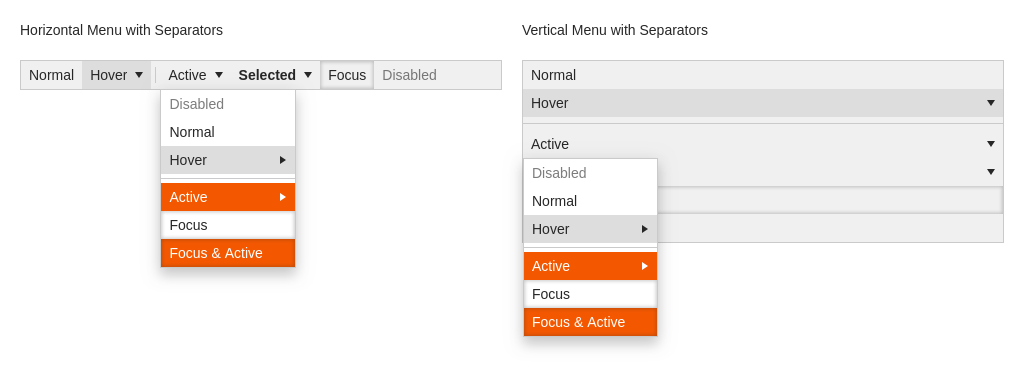 Horizontal Menu with Separators
Normal Hover Active Selected Focus Disabled
Disabled
Normal
Hover
Active
Focus
Focus & Active
Vertical Menu with Separators
Normal
Hover
Active
Disabled
Normal
Hover
Active
Focus
Focus & Active